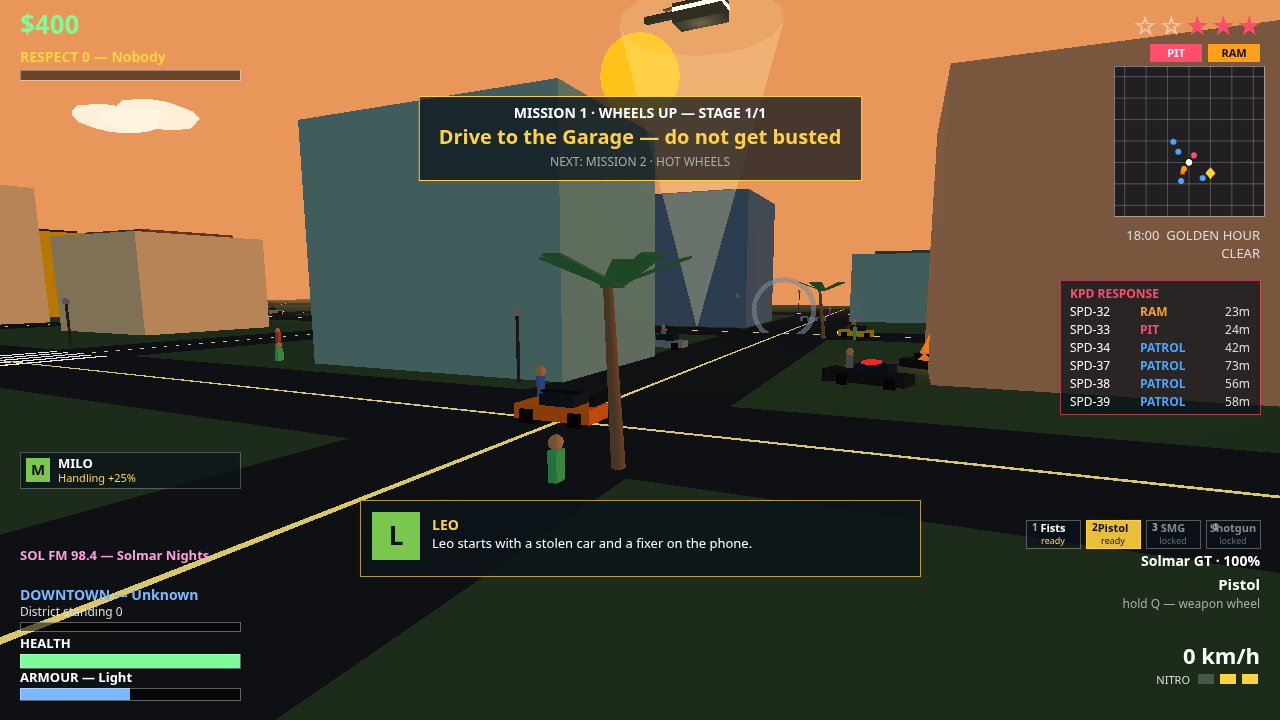 $400
RESPECT 0 — Nobody
MISSION 1 · WHEELS UP — STAGE 1/1
Drive to the Garage — do not get busted
NEXT: MISSION 2 · HOT WHEELS
PIT RAM
18:00 GOLDEN HOUR
CLEAR
KPD RESPONSE
SPD-32 RAM 23m
SPD-33 PIT 24m
SPD-34 PATROL 42m
SPD-37 PATROL 73m
SPD-38 PATROL 56m
SPD-39 PATROL 58m
M MILO
Handling +25%
L LEO
Leo starts with a stolen car and a fixer on the phone.
SOL FM 98.4 — Solmar Nights
DOWNTOWN — Unknown
District standing 0
HEALTH
ARMOUR — Light
1 Fists 2 Pistol 3 SMG 4 Shotgun
ready ready locked locked
Solmar GT · 100%
Pistol
hold Q — weapon wheel
0 km/h
NITRO